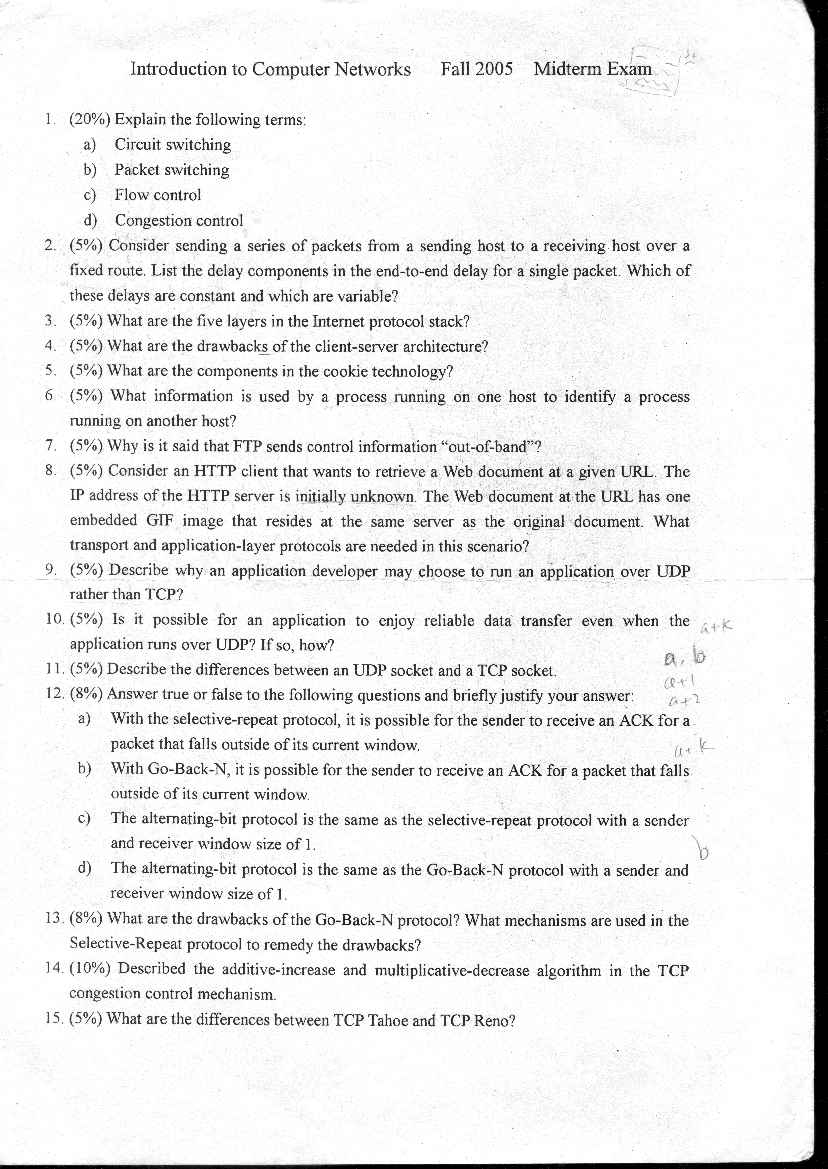 Introduction to Computer Networks Fall 2005 Midterm Exam
1. (20%) Explain the following terms:
a) Circuit switching
b) Packet switching
c) Flow control
d) Congestion control
2. (5%) Consider sending a series of packets from a sending host to a receiving host over a
fixed route. List the delay components in the end-to-end delay for a single packet. Which of
these delays are constant and which are variable?
3. (5%) What are the five layers in the Internet protocol stack?
4. (5%) What are the drawbacks of the client-server architecture?
5. (5%) What are the components in the cookie technology?
6. (5%) What information is used by a process running on one host to identify a process
running on another host?
7. (5%) Why is it said that FTP sends control information “out-of-band”?
8. (5%) Consider an HTTP client that wants to retrieve a Web document at a given URL. The
IP address of the HTTP server is initially unknown. The Web document at the URL has one
embedded GIF image that resides at the same server as the original document. What
transport and application-layer protocols are needed in this scenario?
9. (5%) Describe why an application developer may choose to run an application over UDP
rather than TCP?
10. (5%) Is it possible for an application to enjoy reliable data transfer even when the
a+k
application runs over UDP? If so, how?
a, b
11. (5%) Describe the differences between an UDP socket and a TCP socket.
a+1
12. (8%) Answer true or false to the following questions and briefly justify your answer:
a+2
a) With the selective-repeat protocol, it is possible for the sender to receive an ACK for a
packet that falls outside of its current window.
a+ k
b) With Go-Back-N, it is possible for the sender to receive an ACK for a packet that falls
outside of its current window.
c) The alternating-bit protocol is the same as the selective-repeat protocol with a sender
and receiver window size of 1.
b
d) The alternating-bit protocol is the same as the Go-Back-N protocol with a sender and
receiver window size of 1.
13. (8%) What are the drawbacks of the Go-Back-N protocol? What mechanisms are used in the
Selective-Repeat protocol to remedy the drawbacks?
14. (10%) Described the additive-increase and multiplicative-decrease algorithm in the TCP
congestion control mechanism.
15. (5%) What are the differences between TCP Tahoe and TCP Reno?